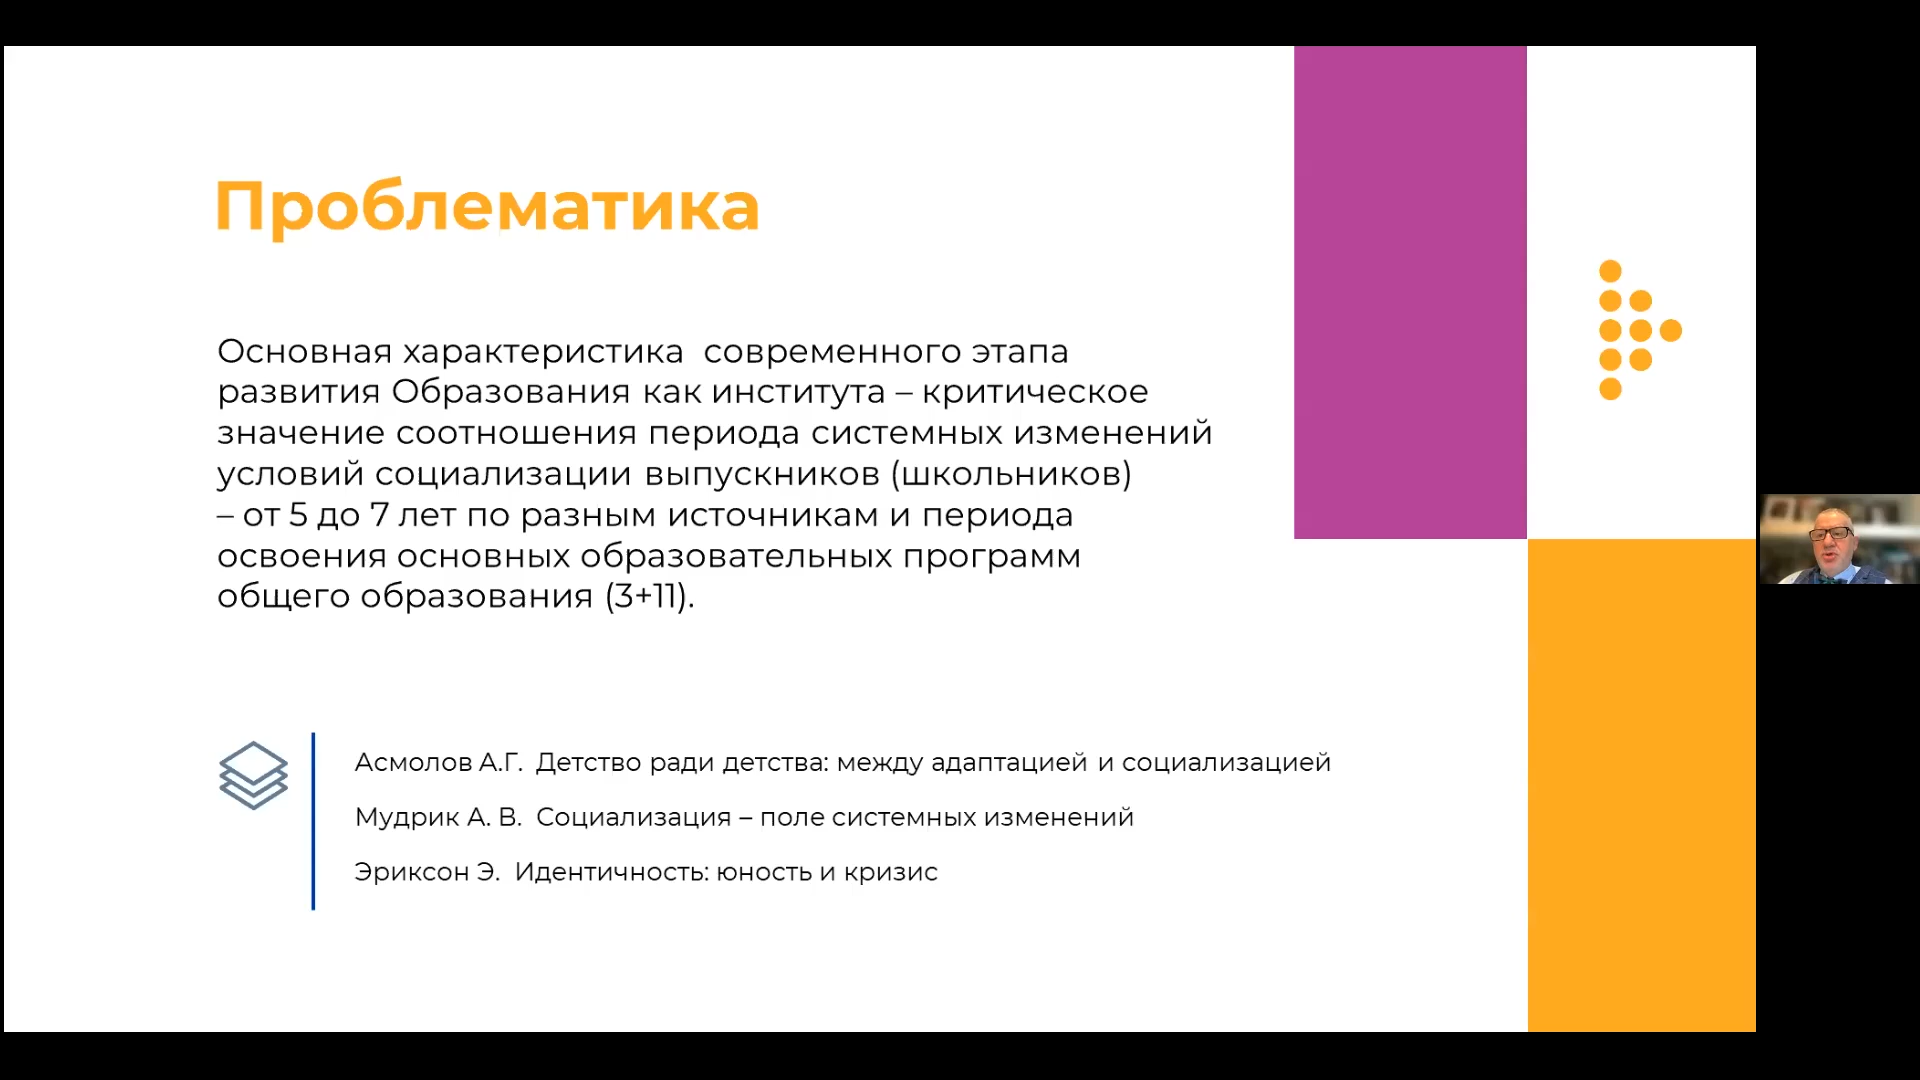 Проблематика
Основная характеристика  современного этапа
развития Образования как института – критическое
значение соотношения периода системных изменений
условий социализации выпускников (школьников)
– от 5 до 7 лет по разным источникам и периода
освоения основных образовательных программ
общего образования (3+11).
Асмолов А.Г.  Детство ради детства: между адаптацией и социализацией
Мудрик А. В.  Социализация – поле системных изменений
Эриксон Э.  Идентичность: юность и кризис